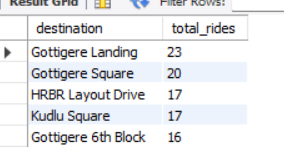 Result Grid Filter Rows:
destination total_rides
Gottigere Landing 23
Gottigere Square 20
HRBR Layout Drive 17
Kudlu Square 17
Gottigere 6th Block 16